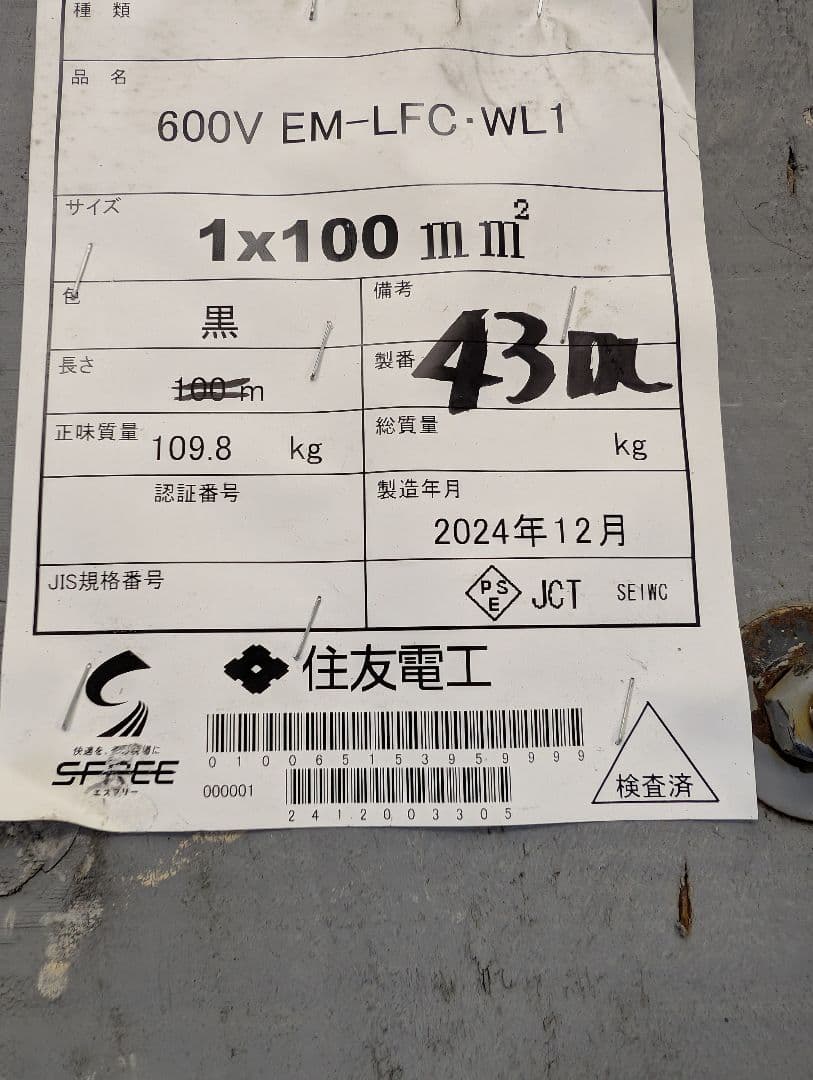 種類
品名
600V EM-LFC・WL1
サイズ
1x100㎟
色
黒
備考
長さ
100 m
製番
43m
正味質量
109.8 kg
総質量
kg
認証番号
製造年月
2024年12月
JIS規格番号
PSE JCT SEIWC
住友電工
SFREE
エスフリー
0100651539599999
000001
2412003305
検査済